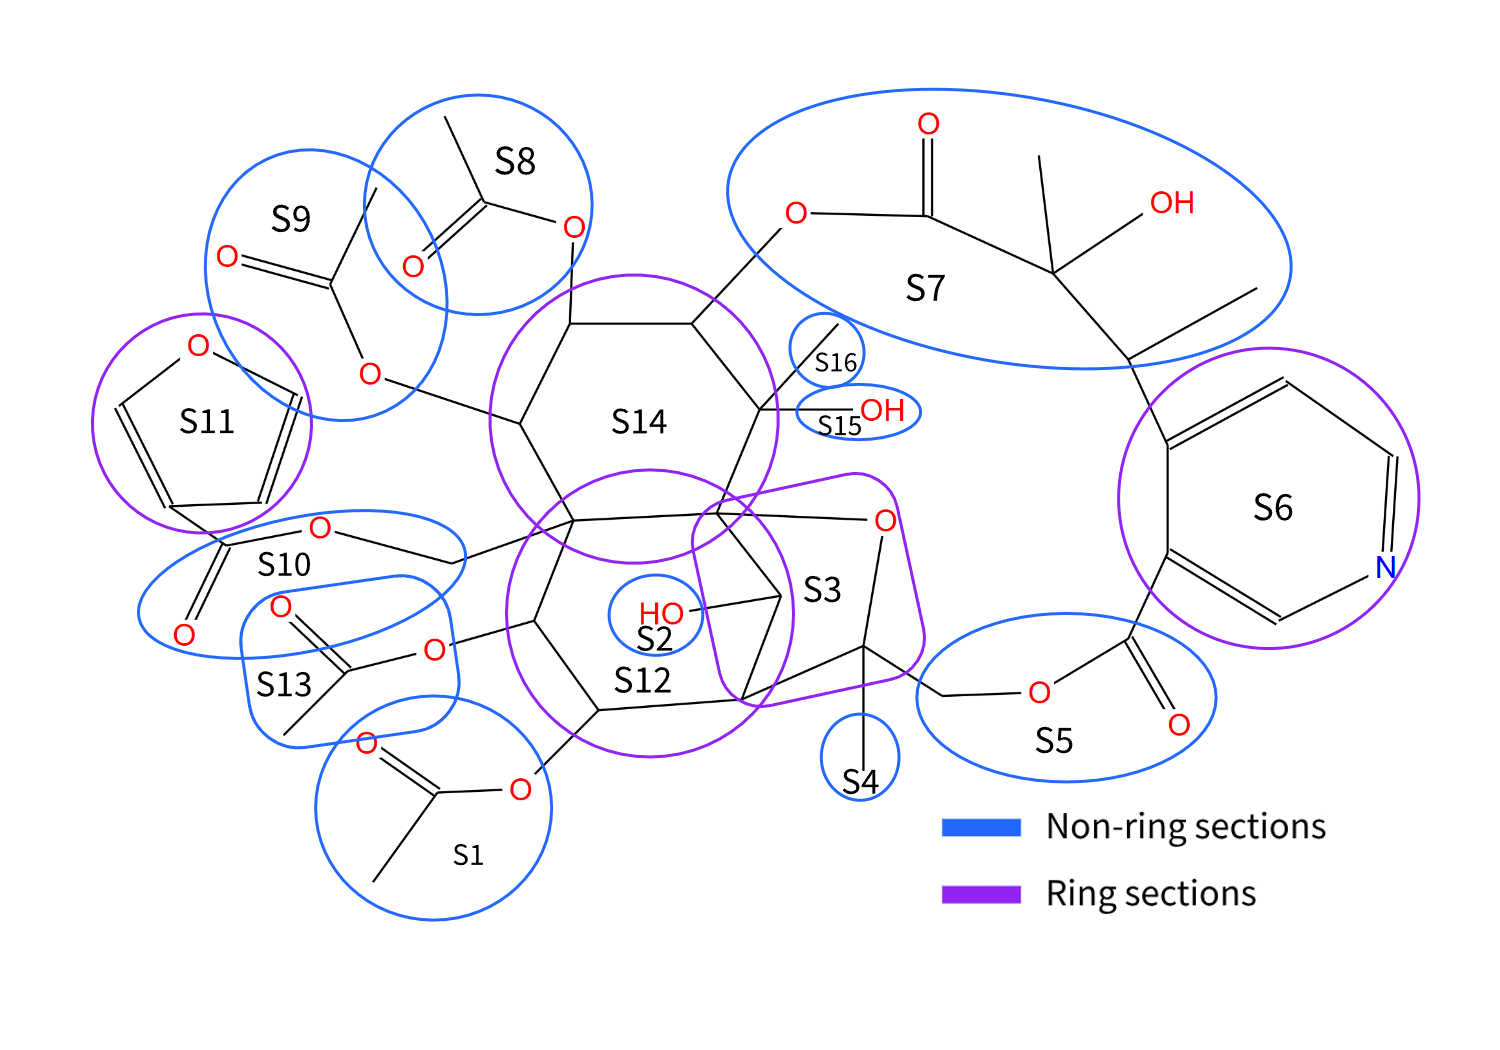 O
S8
OH
O
S9
O
O
O
S7
O
O
S16
O
OH
S11
S14
S15
S6
O
O
S10
N
S3
O
HO
O
S2
O
S13
S12
O
O
S5
O
S4
O
S1
Non-ring sections
Ring sections